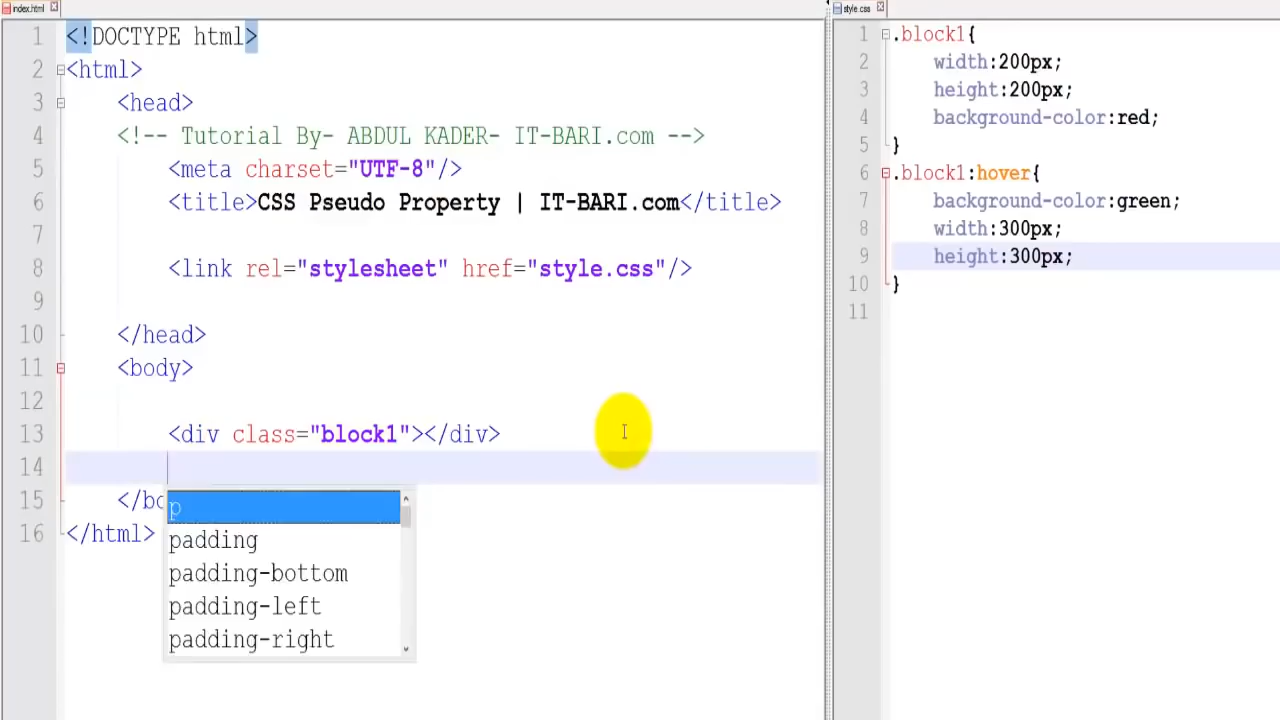 index.html
1 <!DOCTYPE html>
2 <html>
3 <head>
4 <!-- Tutorial By- ABDUL KADER- IT-BARI.com -->
5 <meta charset="UTF-8"/>
6 <title>CSS Pseudo Property | IT-BARI.com</title>
7
8 <link rel="stylesheet" href="style.css"/>
9
10 </head>
11 <body>
12
13 <div class="block1"></div>
14
15 </bo
16 </html>
p
padding
padding-bottom
padding-left
padding-right
style.css
1 .block1{
2 width:200px;
3 height:200px;
4 background-color:red;
5 }
6 .block1:hover{
7 background-color:green;
8 width:300px;
9 height:300px;
10 }
11